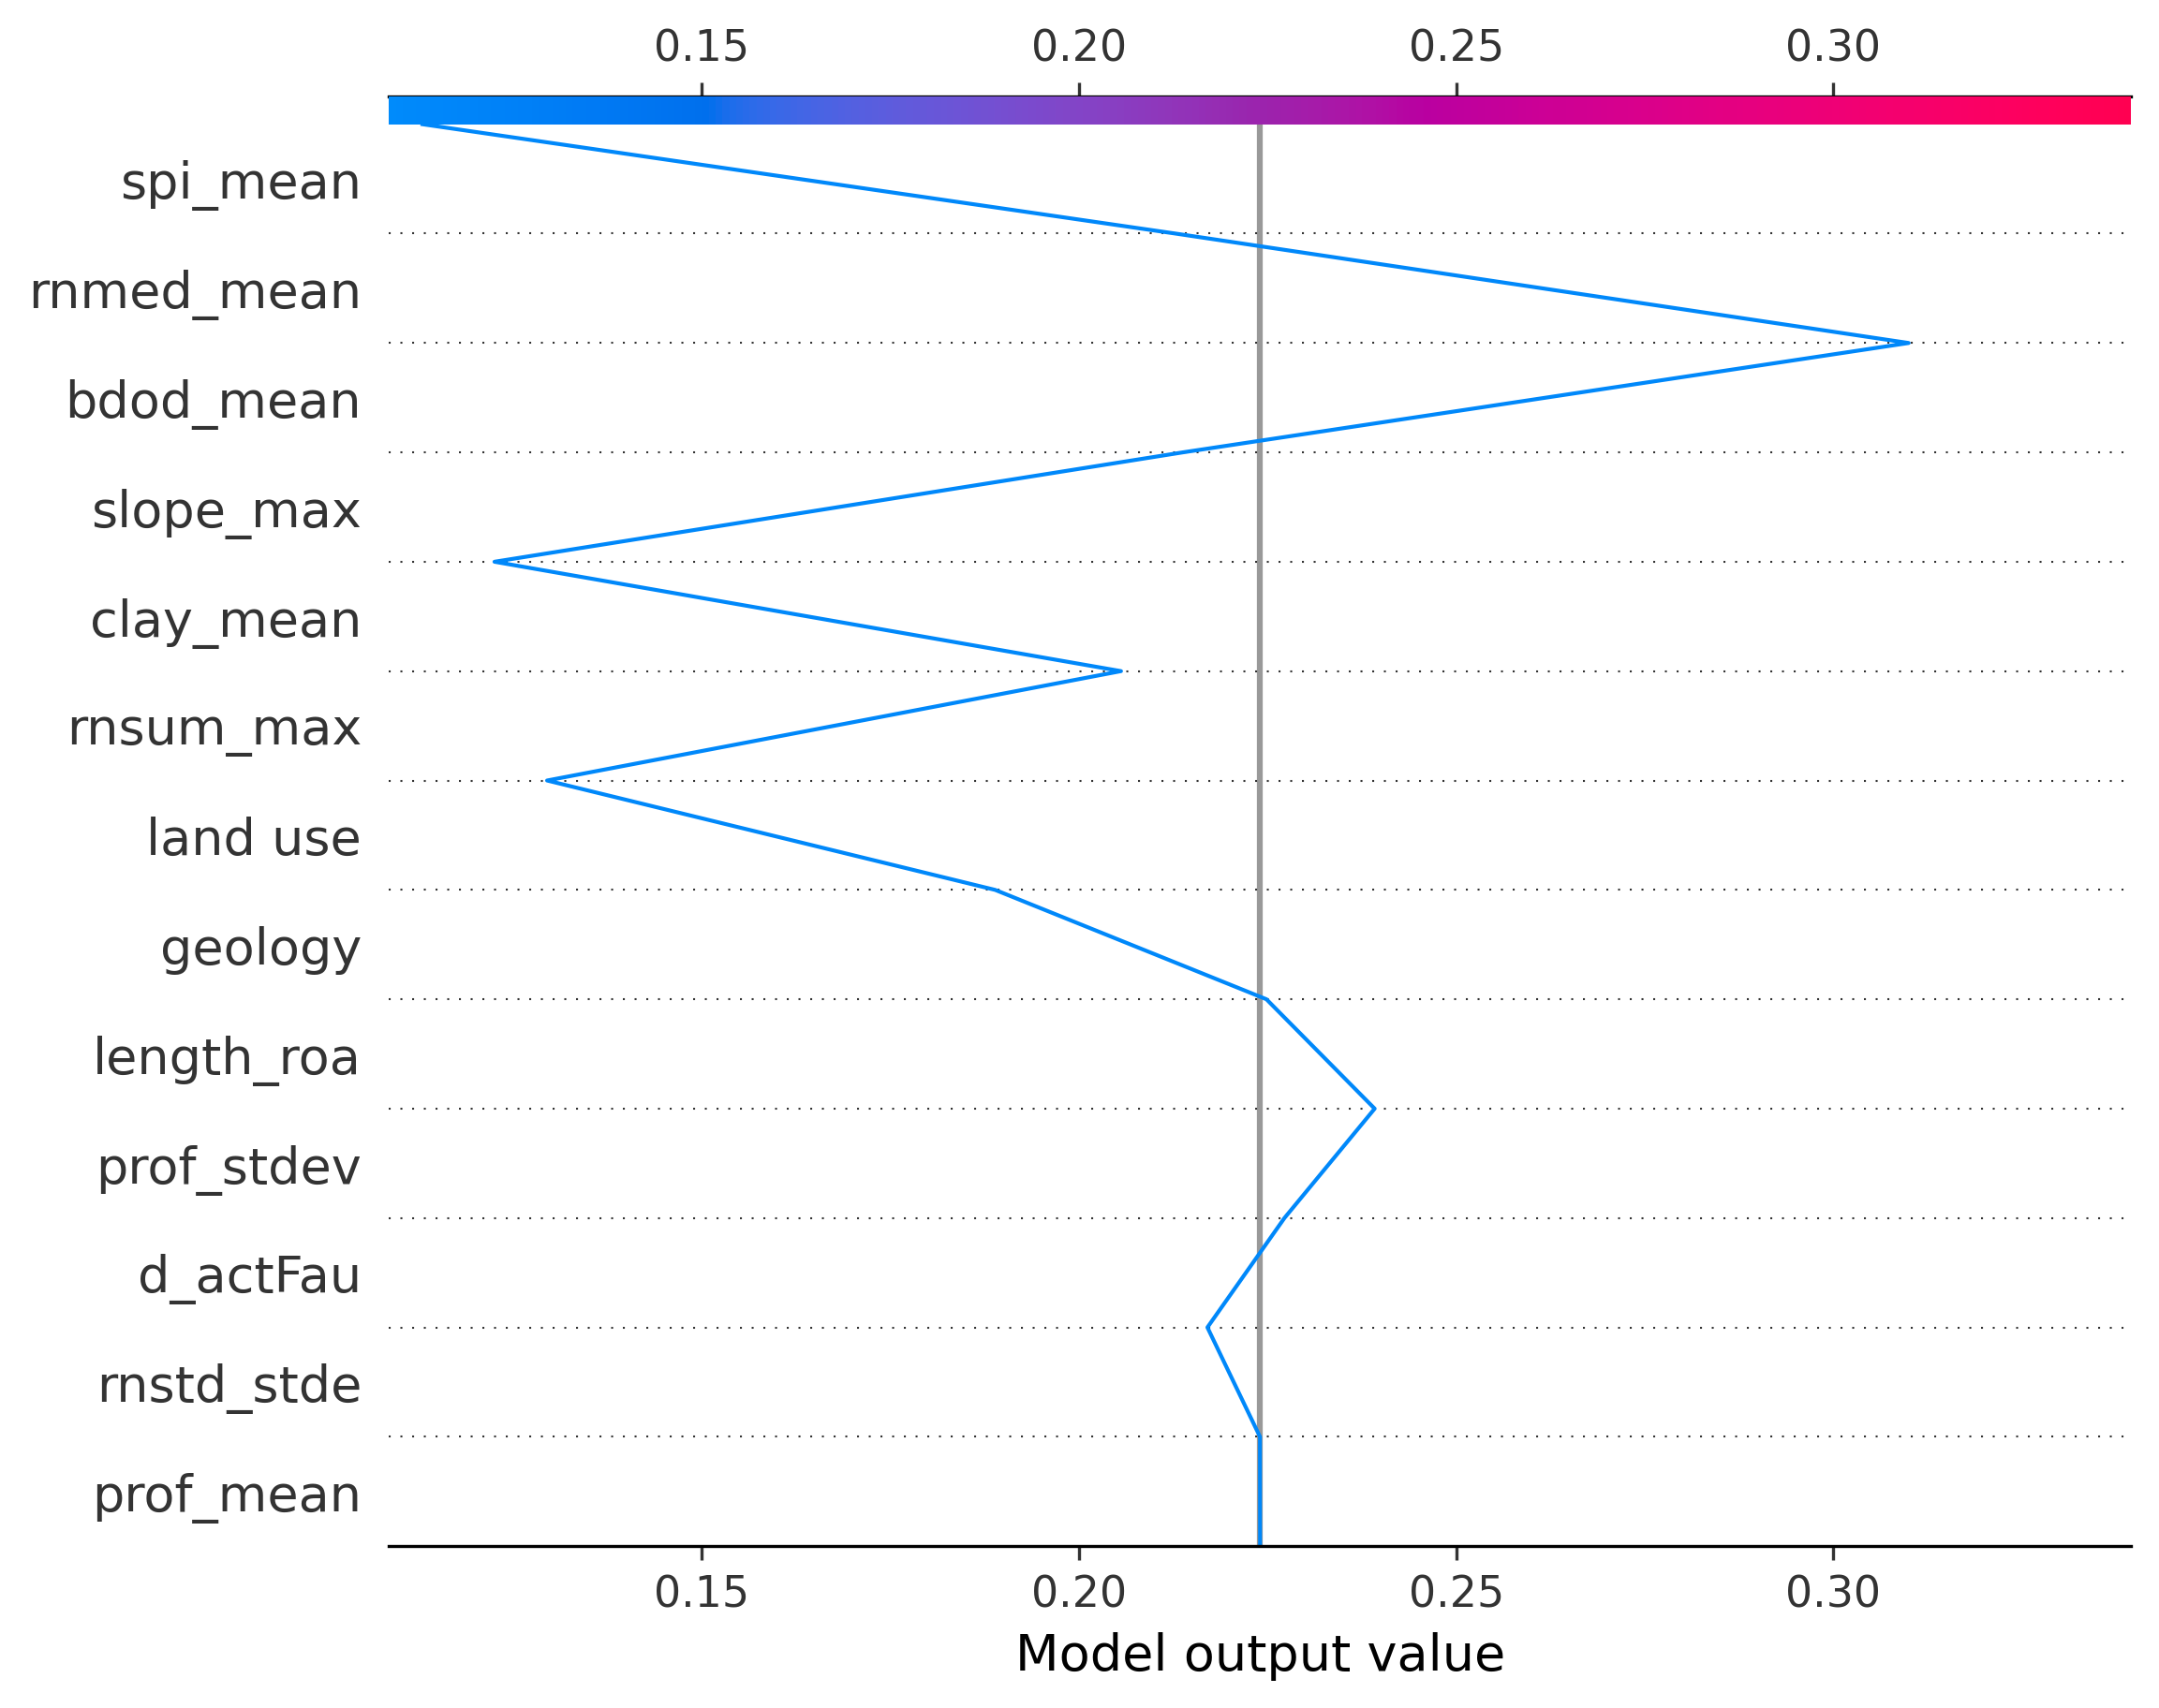 0.15 0.20 0.25 0.30
spi_mean
rnmed_mean
bdod_mean
slope_max
clay_mean
rnsum_max
land use
geology
length_roa
prof_stdev
d_actFau
rnstd_stde
prof_mean
0.15 0.20 0.25 0.30
Model output value